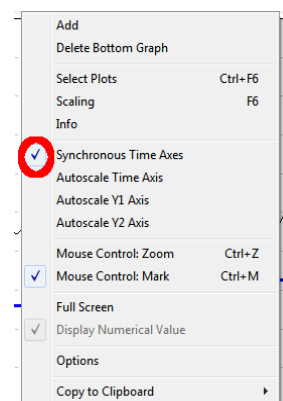 Add
Delete Bottom Graph
Select Plots Ctrl+F6
Scaling F6
Info
Synchronous Time Axes
Autoscale Time Axis
Autoscale Y1 Axis
Autoscale Y2 Axis
Mouse Control: Zoom Ctrl+Z
Mouse Control: Mark Ctrl+M
Full Screen
Display Numerical Value
Options
Copy to Clipboard